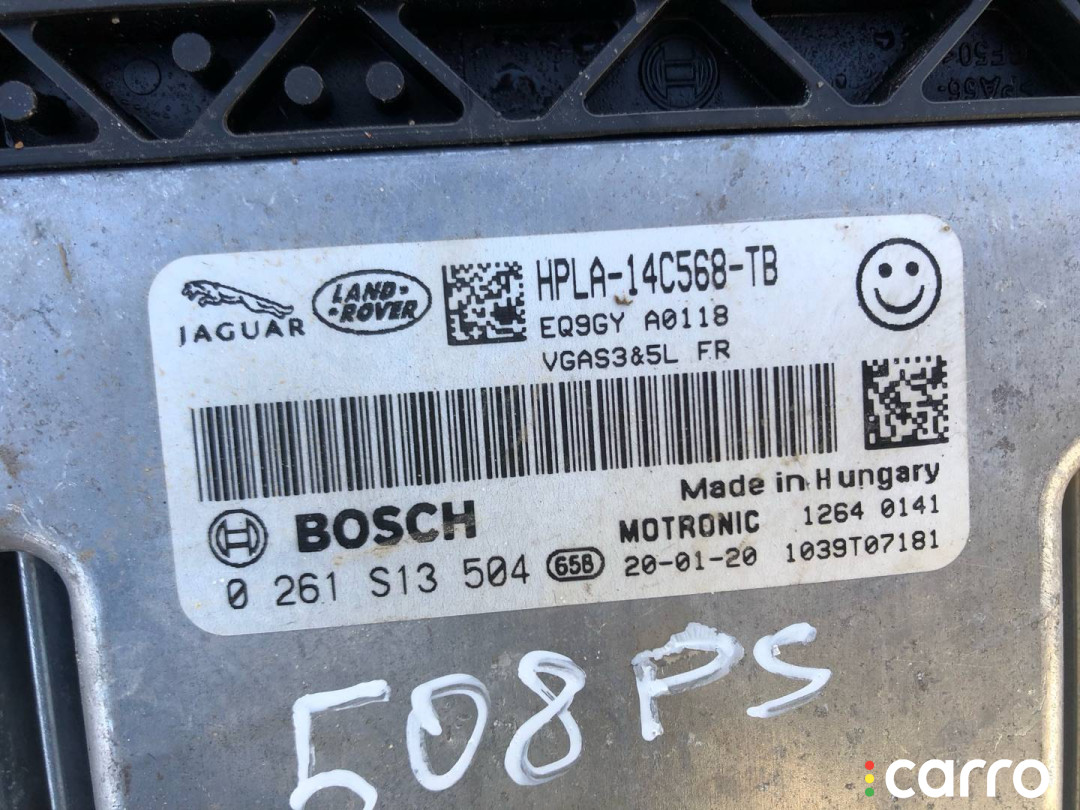 JAGUAR
LAND-
-ROVER
HPLA-14C568-TB
EQ9GY A0118
VGAS3&5L FR
Made in Hungary
BOSCH
MOTRONIC 1264 0141
0 261 S13 504 65B 20-01-20 1039T07181
508PS
carro